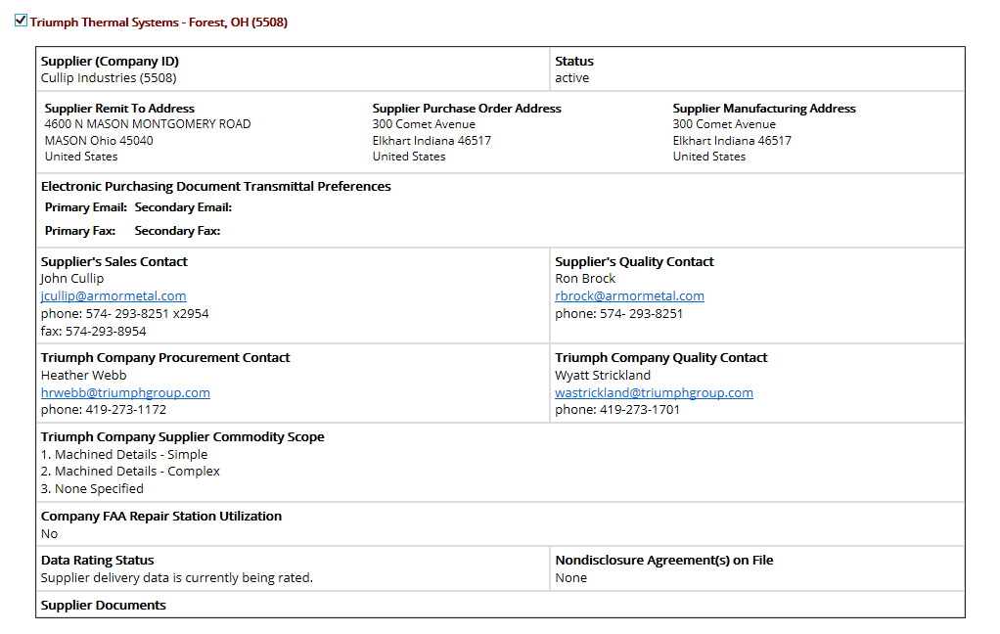 Triumph Thermal Systems - Forest, OH (5508)
Supplier (Company ID)
Cullip Industries (5508)
Status
active
Supplier Remit To Address
4600 N MASON MONTGOMERY ROAD
MASON Ohio 45040
United States
Supplier Purchase Order Address
300 Comet Avenue
Elkhart Indiana 46517
United States
Supplier Manufacturing Address
300 Comet Avenue
Elkhart Indiana 46517
United States
Electronic Purchasing Document Transmittal Preferences
Primary Email: Secondary Email:
Primary Fax: Secondary Fax:
Supplier's Sales Contact
John Cullip
jcullip@armormetal.com
phone: 574- 293-8251 x2954
fax: 574-293-8954
Supplier's Quality Contact
Ron Brock
rbrock@armormetal.com
phone: 574- 293-8251
Triumph Company Procurement Contact
Heather Webb
hrwebb@triumphgroup.com
phone: 419-273-1172
Triumph Company Quality Contact
Wyatt Strickland
wastrickland@triumphgroup.com
phone: 419-273-1701
Triumph Company Supplier Commodity Scope
1. Machined Details - Simple
2. Machined Details - Complex
3. None Specified
Company FAA Repair Station Utilization
No
Data Rating Status
Supplier delivery data is currently being rated.
Nondisclosure Agreement(s) on File
None
Supplier Documents